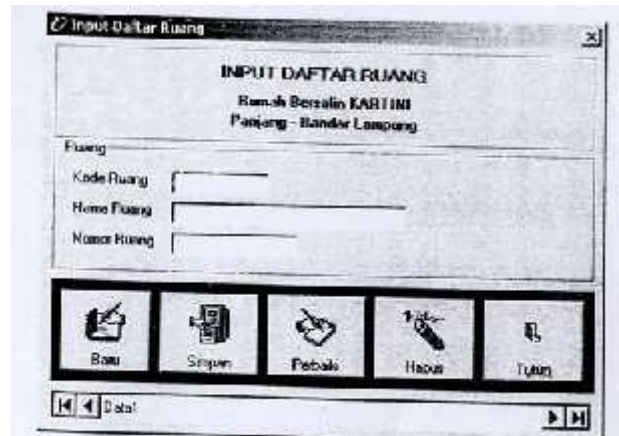 Input Daftar Ruang
INPUT DAFTAR RUANG
Rumah Bersalin KARTINI
Panjang - Bandar Lampung
Ruang
Kode Ruang
Nama Ruang
Nomor Ruang
Baru Simpan Perbaiki Hapus Tutup
Data1